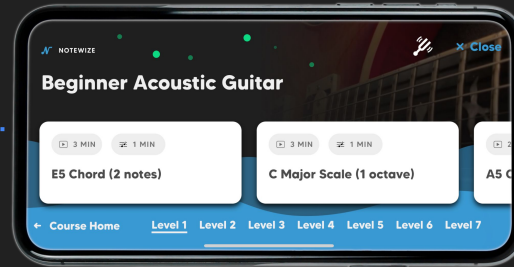 NOTEWIZE
× Close
Beginner Acoustic Guitar
3 MIN 1 MIN
E5 Chord (2 notes)
3 MIN 1 MIN
C Major Scale (1 octave)
2
A5 C
← Course Home Level 1 Level 2 Level 3 Level 4 Level 5 Level 6 Level 7